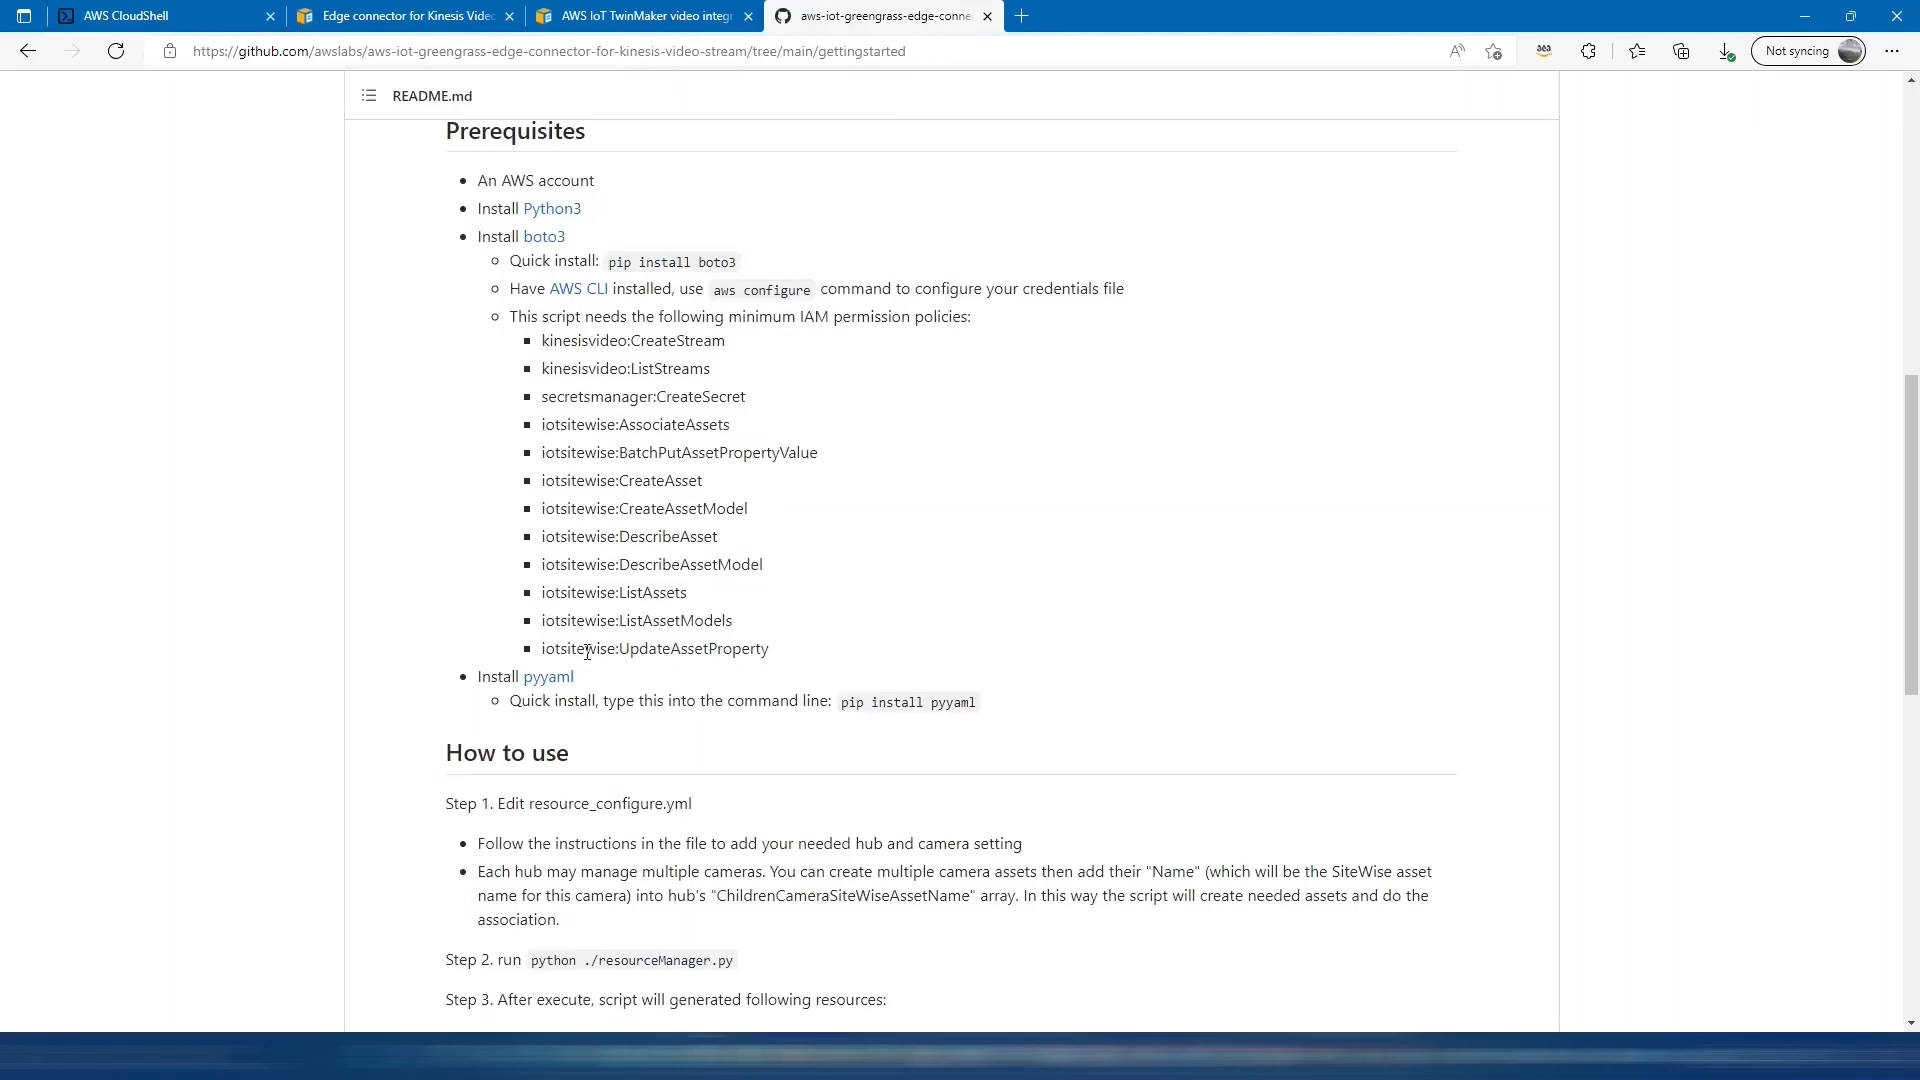 AWS CloudShell
Edge connector for Kinesis Video
AWS IoT TwinMaker video integr
aws-iot-greengrass-edge-conne
https://github.com/awslabs/aws-iot-greengrass-edge-connector-for-kinesis-video-stream/tree/main/gettingstarted
Not syncing
README.md
Prerequisites
An AWS account
Install Python3
Install boto3
Quick install: pip install boto3
Have AWS CLI installed, use aws configure command to configure your credentials file
This script needs the following minimum IAM permission policies:
kinesisvideo:CreateStream
kinesisvideo:ListStreams
secretsmanager:CreateSecret
iotsitewise:AssociateAssets
iotsitewise:BatchPutAssetPropertyValue
iotsitewise:CreateAsset
iotsitewise:CreateAssetModel
iotsitewise:DescribeAsset
iotsitewise:DescribeAssetModel
iotsitewise:ListAssets
iotsitewise:ListAssetModels
iotsitewise:UpdateAssetProperty
Install pyyaml
Quick install, type this into the command line: pip install pyyaml
How to use
Step 1. Edit resource_configure.yml
Follow the instructions in the file to add your needed hub and camera setting
Each hub may manage multiple cameras. You can create multiple camera assets then add their "Name" (which will be the SiteWise asset
name for this camera) into hub's "ChildrenCameraSiteWiseAssetName" array. In this way the script will create needed assets and do the
association.
Step 2. run python ./resourceManager.py
Step 3. After execute, script will generated following resources: